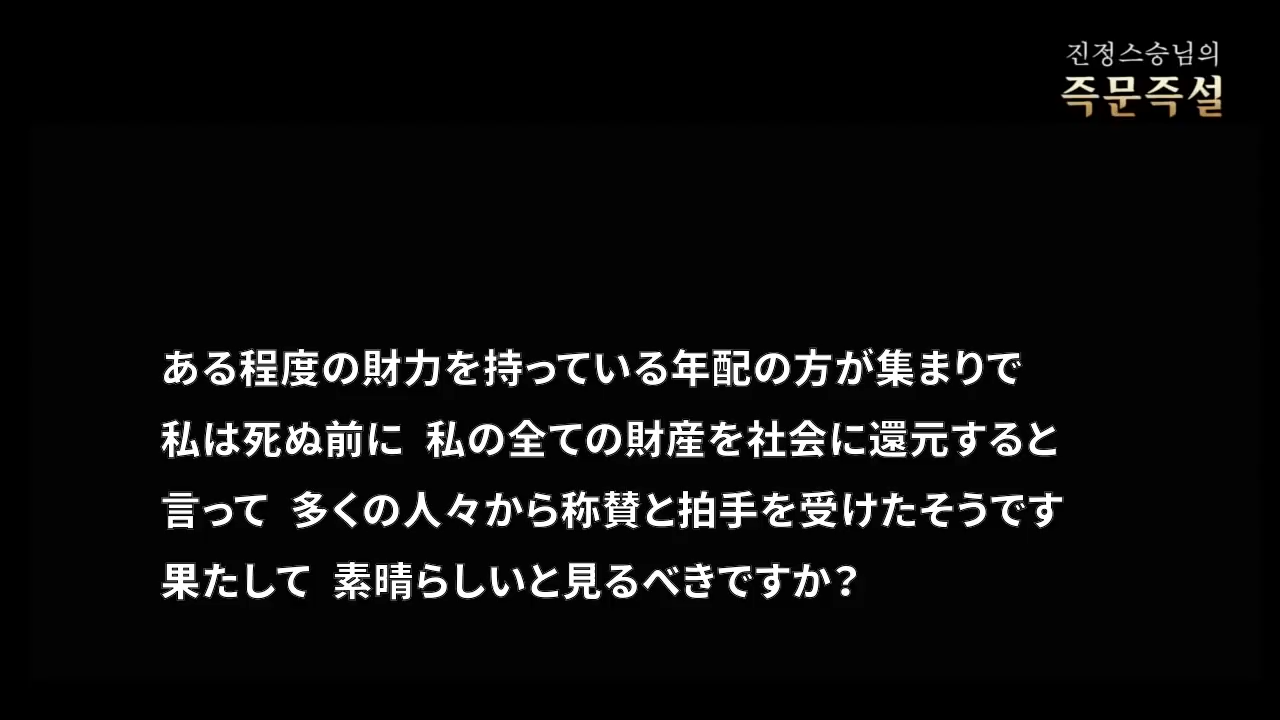 진정스승님의
즉문즉설
ある程度の財力を持っている年配の方が集まりで
私は死ぬ前に 私の全ての財産を社会に還元すると
言って 多くの人々から称賛と拍手を受けたそうです
果たして 素晴らしいと見るべきですか?